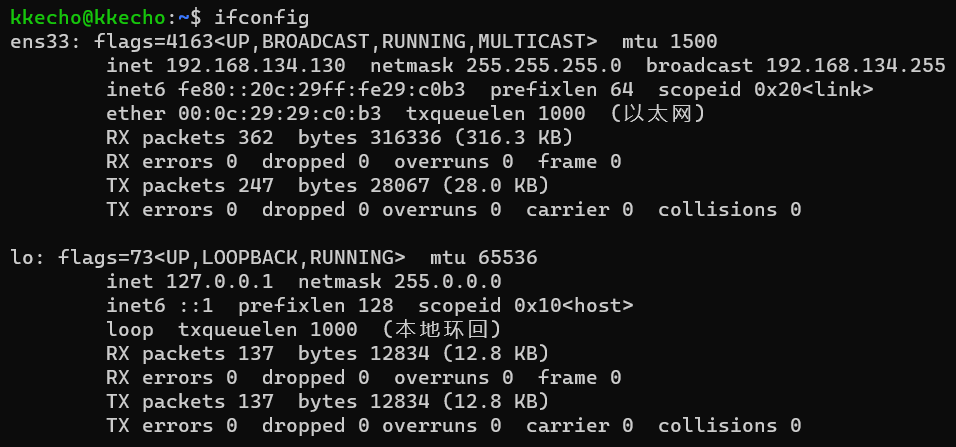 kkecho@kkecho:~$ ifconfig
ens33: flags=4163<UP,BROADCAST,RUNNING,MULTICAST>  mtu 1500
        inet 192.168.134.130  netmask 255.255.255.0  broadcast 192.168.134.255
        inet6 fe80::20c:29ff:fe29:c0b3  prefixlen 64  scopeid 0x20<link>
        ether 00:0c:29:29:c0:b3  txqueuelen 1000  (以太网)
        RX packets 362  bytes 316336 (316.3 KB)
        RX errors 0  dropped 0  overruns 0  frame 0
        TX packets 247  bytes 28067 (28.0 KB)
        TX errors 0  dropped 0 overruns 0  carrier 0  collisions 0

lo: flags=73<UP,LOOPBACK,RUNNING>  mtu 65536
        inet 127.0.0.1  netmask 255.0.0.0
        inet6 ::1  prefixlen 128  scopeid 0x10<host>
        loop  txqueuelen 1000  (本地环回)
        RX packets 137  bytes 12834 (12.8 KB)
        RX errors 0  dropped 0  overruns 0  frame 0
        TX packets 137  bytes 12834 (12.8 KB)
        TX errors 0  dropped 0 overruns 0  carrier 0  collisions 0